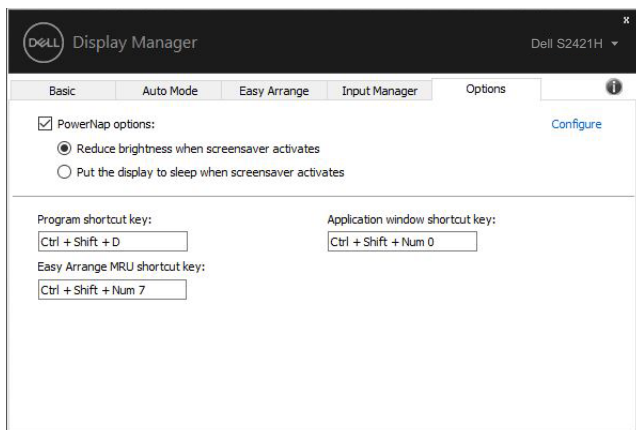 x
DELL Display Manager
Dell S2421H
Basic Auto Mode Easy Arrange Input Manager Options
PowerNap options:
Configure
Reduce brightness when screensaver activates
Put the display to sleep when screensaver activates
Program shortcut key:
Application window shortcut key:
Ctrl + Shift + D
Ctrl + Shift + Num 0
Easy Arrange MRU shortcut key:
Ctrl + Shift + Num 7